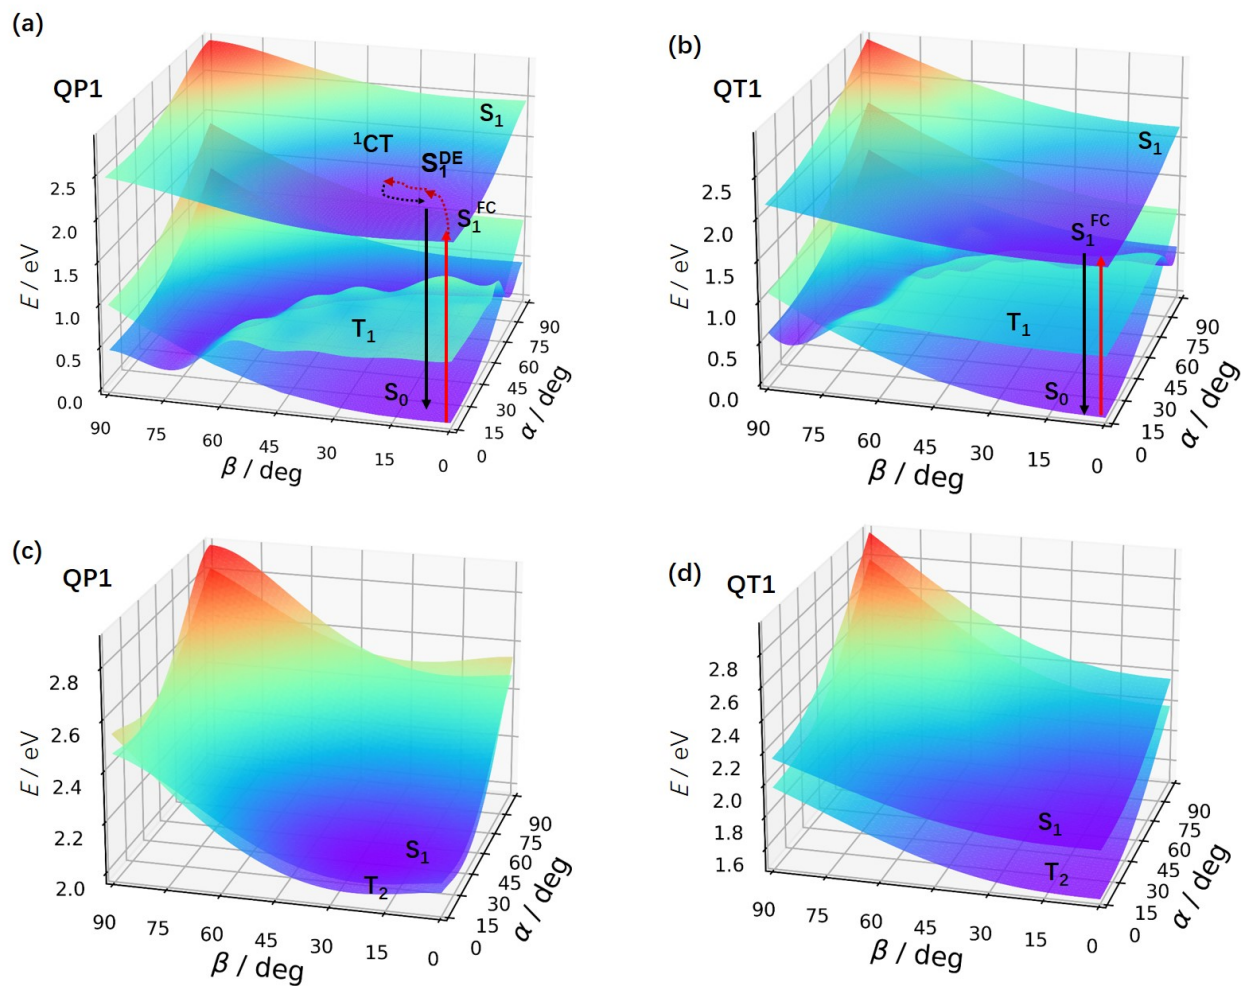 (a)
QP1
S1
1CT
S1DE
S1FC
T1
S0
E / eV
2.5
2.0
1.5
1.0
0.5
0.0
90
75
60
45
30
15
0
β / deg
90
75
60
45
30
15
0
α / deg
(b)
QT1
S1
S1FC
T1
S0
E / eV
2.5
2.0
1.5
1.0
0.5
0.0
90
75
60
45
30
15
0
β / deg
90
75
60
45
30
15
0
α / deg
(c)
QP1
S1
T2
E / eV
2.8
2.6
2.4
2.2
2.0
90
75
60
45
30
15
0
β / deg
90
75
60
45
30
15
0
α / deg
(d)
QT1
S1
T2
E / eV
2.8
2.6
2.4
2.2
2.0
1.8
1.6
90
75
60
45
30
15
0
β / deg
90
75
60
45
30
15
0
α / deg